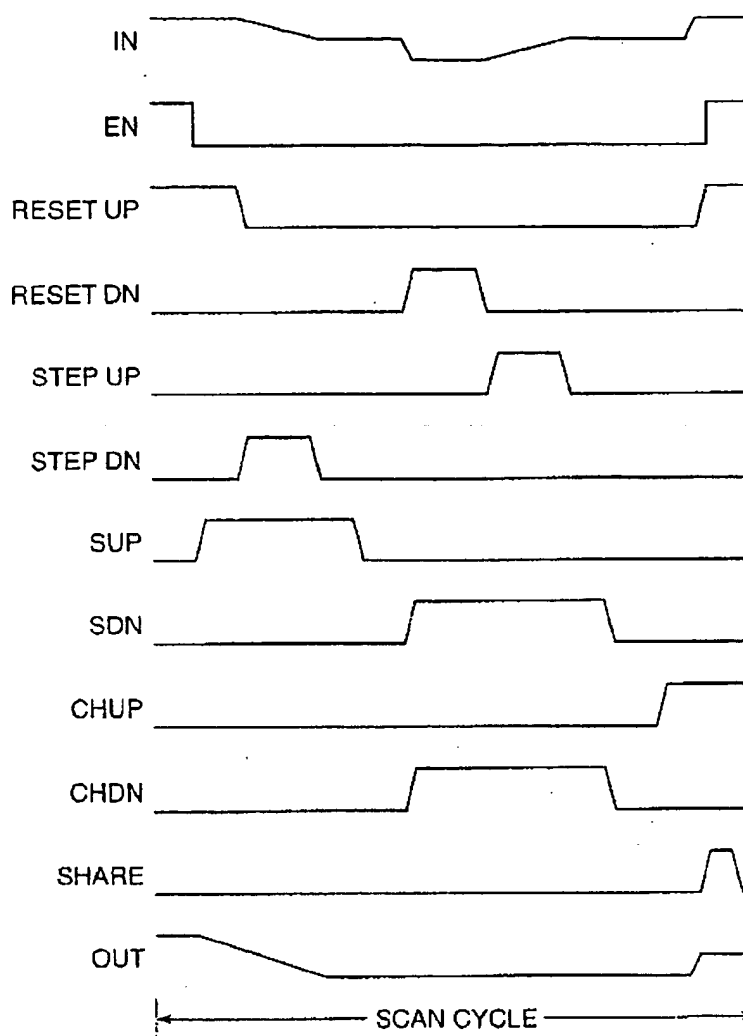 IN
EN
RESET UP
RESET DN
STEP UP
STEP DN
SUP
SDN
CHUP
CHDN
SHARE
OUT
SCAN CYCLE